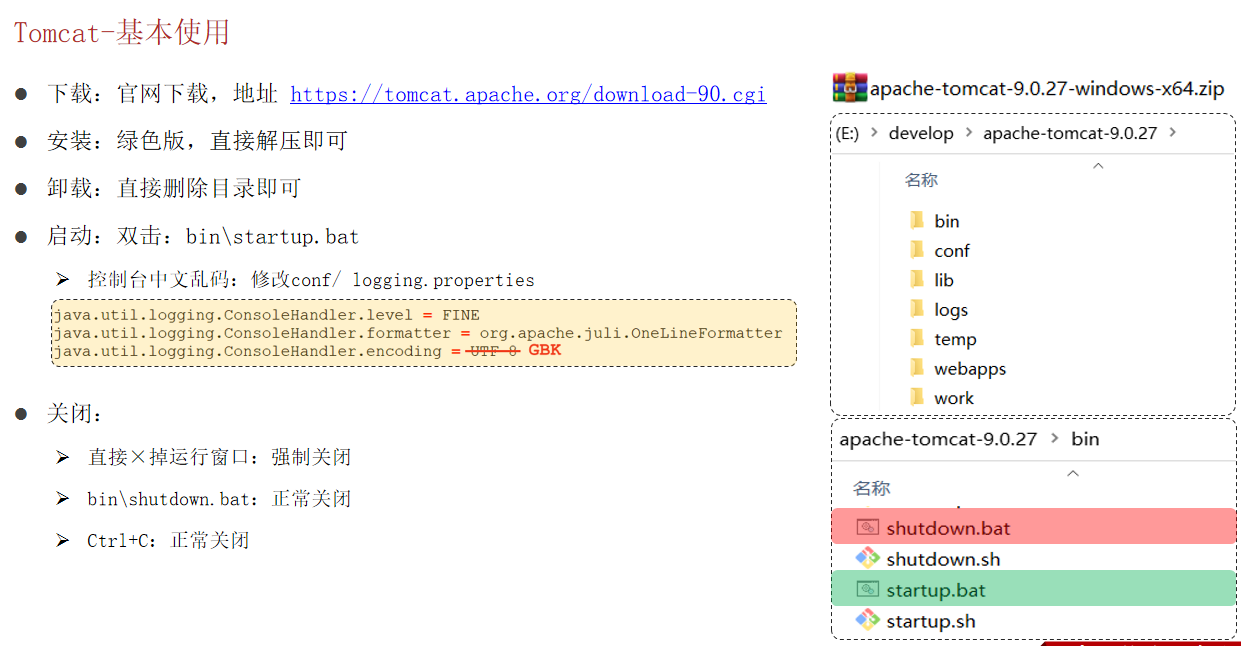 Tomcat-基本使用
下载：官网下载，地址 https://tomcat.apache.org/download-90.cgi
安装：绿色版，直接解压即可
卸载：直接删除目录即可
启动：双击：bin\startup.bat
控制台中文乱码：修改conf/ logging.properties
java.util.logging.ConsoleHandler.level = FINE
java.util.logging.ConsoleHandler.formatter = org.apache.juli.OneLineFormatter
java.util.logging.ConsoleHandler.encoding = UTF-8 GBK
关闭：
直接×掉运行窗口：强制关闭
bin\shutdown.bat：正常关闭
Ctrl+C：正常关闭
apache-tomcat-9.0.27-windows-x64.zip
(E:) > develop > apache-tomcat-9.0.27 >
名称
bin
conf
lib
logs
temp
webapps
work
apache-tomcat-9.0.27 > bin
名称
shutdown.bat
shutdown.sh
startup.bat
startup.sh